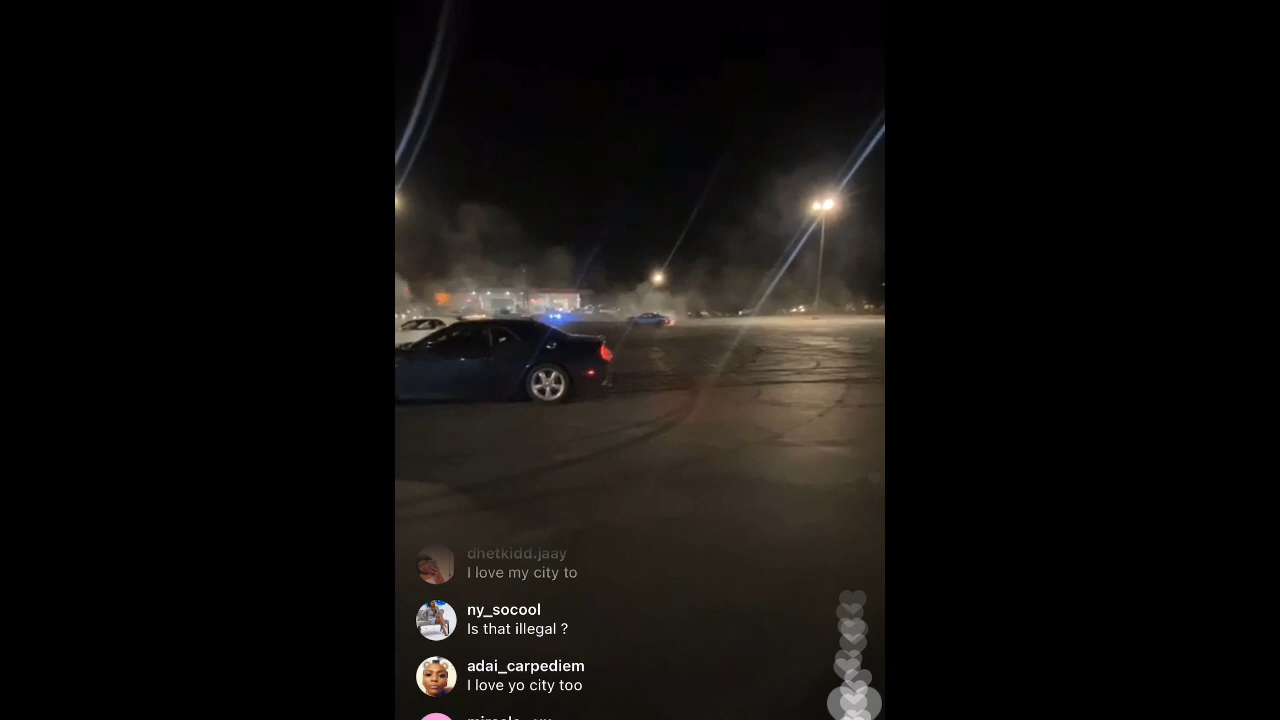 dhetkidd.jaay
I love my city to
ny_socool
Is that illegal ?
adai_carpediem
I love yo city too